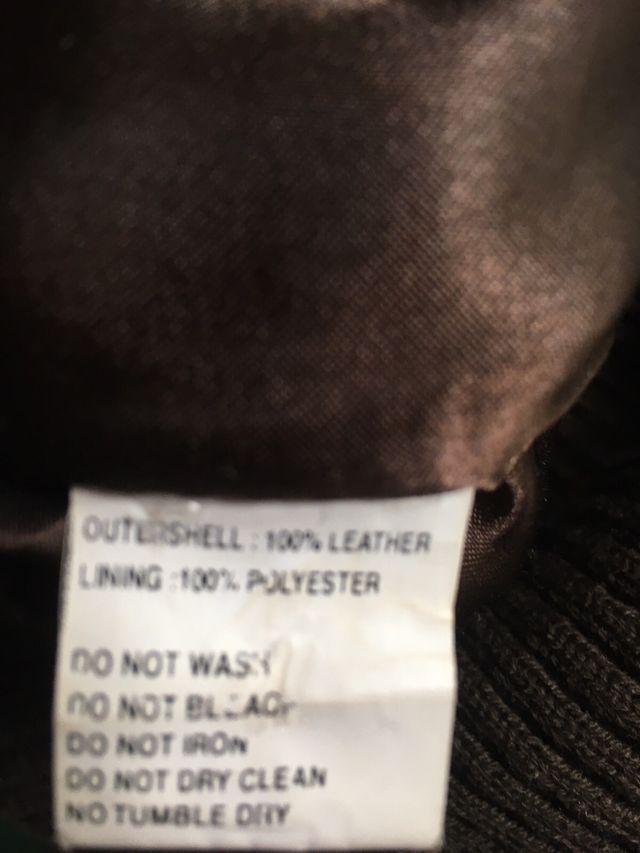 OUTERSHELL : 100% LEATHER
LINING :100% POLYESTER
DO NOT WASH
DO NOT BLEACH
DO NOT IRON
DO NOT DRY CLEAN
NO TUMBLE DRY